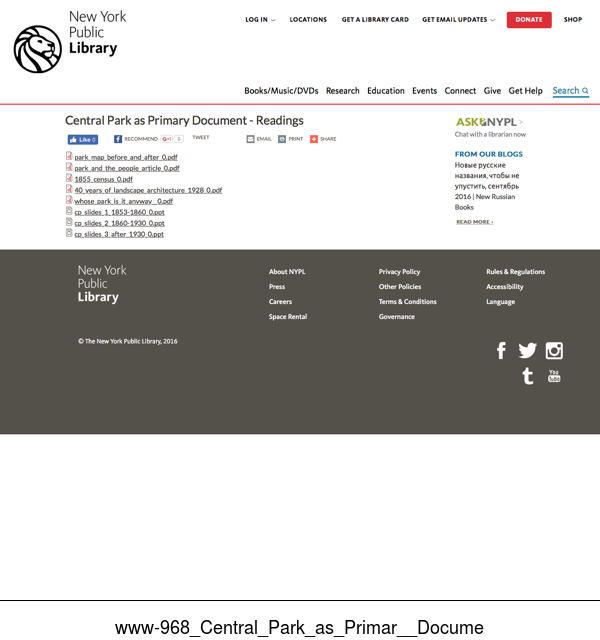 New York
Public
Library
LOG IN
LOCATIONS
GET A LIBRARY CARD
GET EMAIL UPDATES
DONATE
SHOP
Books/Music/DVDs Research Education Events Connect Give Get Help Search
Central Park as Primary Document - Readings
Like 0
RECOMMEND
G+1 0
TWEET
EMAIL
PRINT
SHARE
park_map_before_and_after_0.pdf
park_and_the_people_article_0.pdf
1855_census_0.pdf
40_years_of_landscape_architecture_1928_0.pdf
whose_park_is_it_anyway__0.pdf
cp_slides_1_1853-1860_0.ppt
cp_slides_2_1860-1930_0.ppt
cp_slides_3_after_1930_0.ppt
ASK NYPL >
Chat with a librarian now
FROM OUR BLOGS
Новые русские
названия, чтобы не
упустить, сентябрь
2016 | New Russian
Books
READ MORE ›
New York
Public
Library
About NYPL
Press
Careers
Space Rental
Privacy Policy
Other Policies
Terms & Conditions
Governance
Rules & Regulations
Accessibility
Language
© The New York Public Library, 2016
You
Tube
www-968_Central_Park_as_Primar__Docume